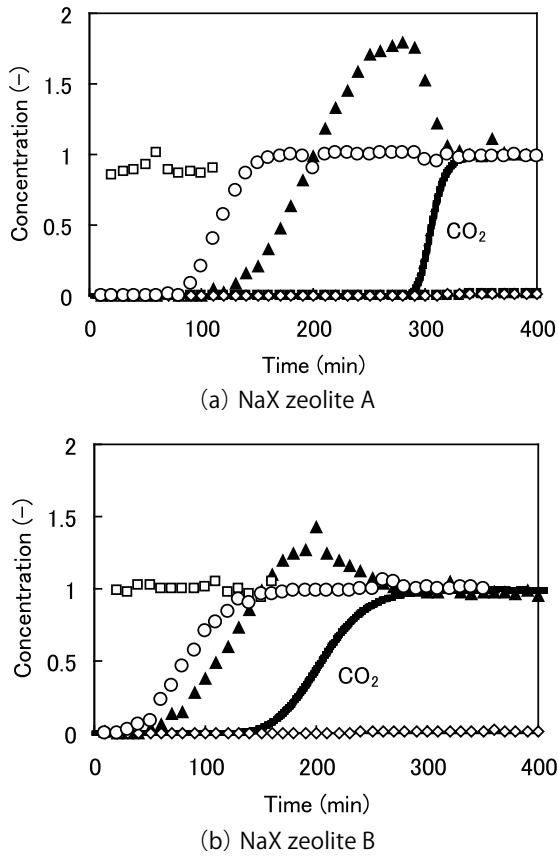 2
1.5
1
0.5
0
Concentration (-)
CO₂
0 100 200 300 400
Time (min)
(a) NaX zeolite A
2
1.5
1
0.5
0
Concentration (-)
CO₂
0 100 200 300 400
Time (min)
(b) NaX zeolite B